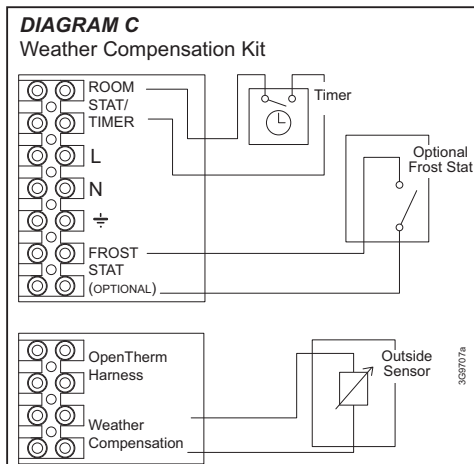 DIAGRAM C
Weather Compensation Kit
ROOM
STAT/
TIMER
L
N
FROST
STAT
(OPTIONAL)
Timer
Optional
Frost Stat
OpenTherm
Harness
Weather
Compensation
Outside
Sensor
3G9707a